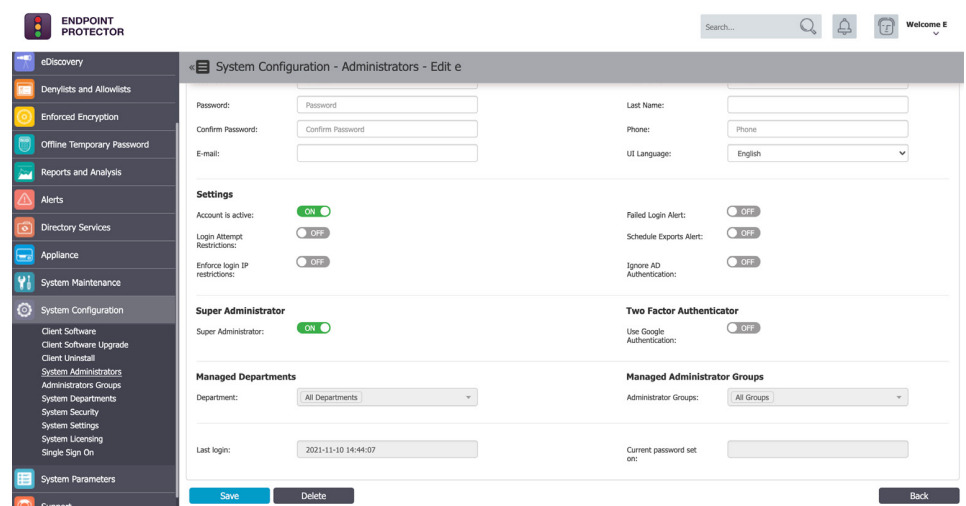 ENDPOINT
PROTECTOR
Search...
Welcome E
eDiscovery
Denylists and Allowlists
Enforced Encryption
Offline Temporary Password
Reports and Analysis
Alerts
Directory Services
Appliance
System Maintenance
System Configuration
Client Software
Client Software Upgrade
Client Uninstall
System Administrators
Administrators Groups
System Departments
System Security
System Settings
System Licensing
Single Sign On
System Parameters
Support
« System Configuration - Administrators - Edit e
Password: Password
Last Name:
Confirm Password: Confirm Password
Phone: Phone
E-mail:
UI Language: English
Settings
Account is active: ON
Failed Login Alert: OFF
Login Attempt
Restrictions: OFF
Schedule Exports Alert: OFF
Enforce login IP
restrictions: OFF
Ignore AD
Authentication: OFF
Super Administrator
Two Factor Authenticator
Super Administrator: ON
Use Google
Authentication: OFF
Managed Departments
Managed Administrator Groups
Department: All Departments
Administrator Groups: All Groups
Last login: 2021-11-10 14:44:07
Current password set
on:
Save
Delete
Back